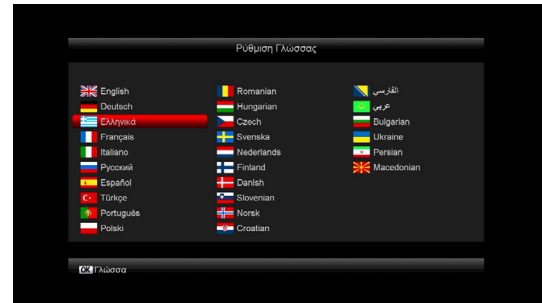 Ρύθμιση Γλώσσας
English
Deutsch
Ελληνικά
Français
Italiano
Русский
Español
Türkçe
Português
Polski
Romanian
Hungarian
Czech
Svenska
Nederlands
Finland
Danish
Slovenian
Norsk
Croatian
الفارسي
عربي
Bulgarian
Ukraine
Persian
Macedonian
OK Γλώσσα